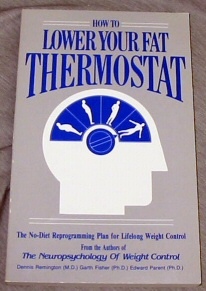 HOW TO
LOWER YOUR FAT
THERMOSTAT
The No-Diet Reprogramming Plan for Lifelong Weight Control
From the Authors of
The Neuropsychology Of Weight Control
Dennis Remington (M.D.) Garth Fisher (Ph.D.) Edward Parent (Ph.D.)